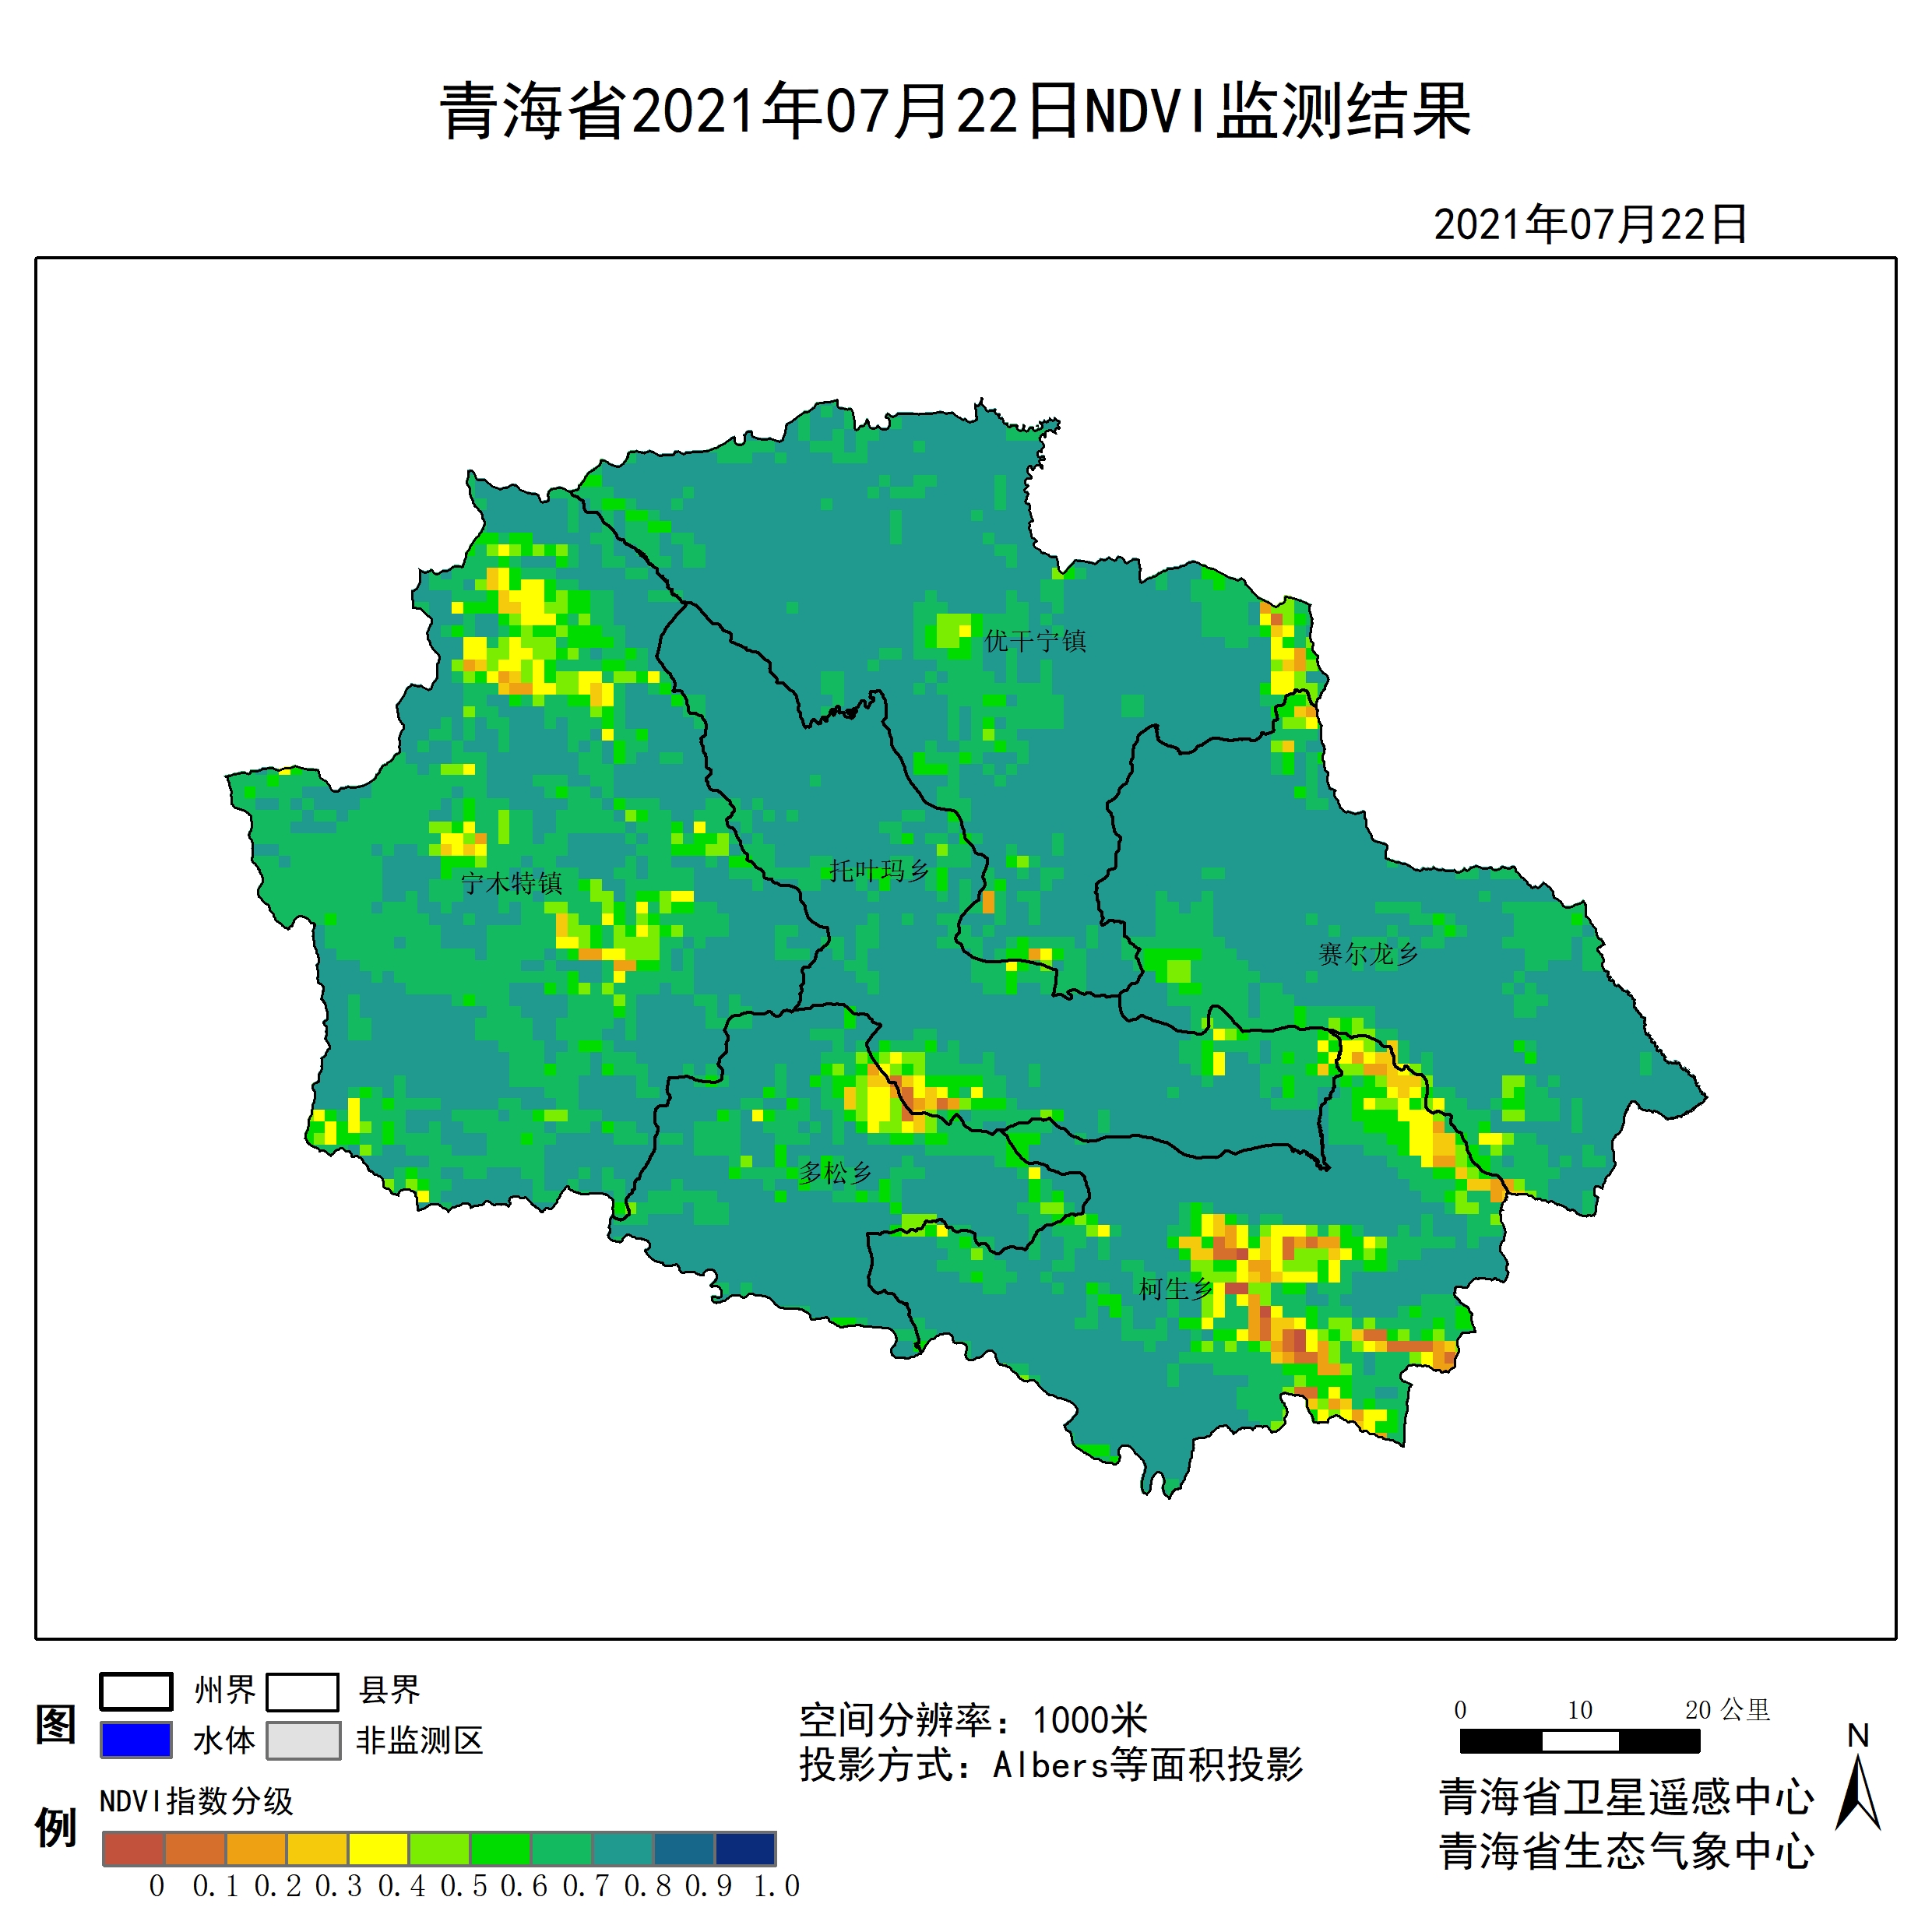 青海省2021年07月22日NDVI监测结果
2021年07月22日
优干宁镇
托叶玛乡
宁木特镇
赛尔龙乡
多松乡
柯生乡
图例
州界 县界
水体 非监测区
NDVI指数分级
0 0.1 0.2 0.3 0.4 0.5 0.6 0.7 0.8 0.9 1.0
空间分辨率：1000米
投影方式：Albers等面积投影
0 10 20 公里
N
青海省卫星遥感中心
青海省生态气象中心